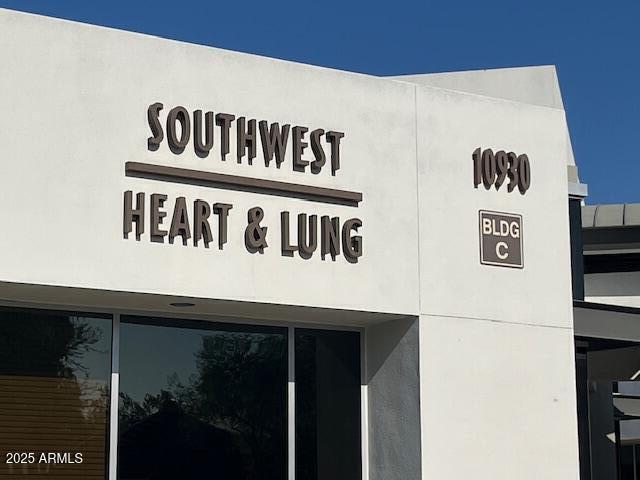 SOUTHWEST
HEART & LUNG
10930
BLDG
C
2025 ARMLS